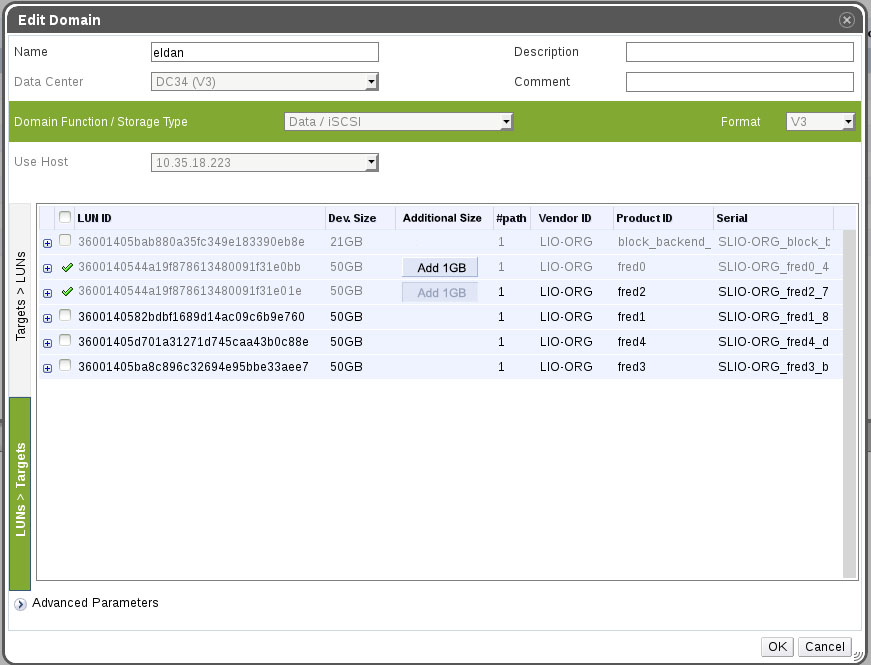 Edit Domain
Name eldan Description
Data Center DC34 (V3) Comment
Domain Function / Storage Type Data / iSCSI Format V3
Use Host 10.35.18.223
Targets > LUNs
LUNs > Targets
LUN ID Dev. Size Additional Size #path Vendor ID Product ID Serial
36001405bab880a35fc349e183390eb8e 21GB 1 LIO-ORG block_backend_ SLIO-ORG_block_b
3600140544a19f878613480091f31e0bb 50GB Add 1GB 1 LIO-ORG fred0 SLIO-ORG_fred0_4
3600140544a19f878613480091f31e01e 50GB Add 1GB 1 LIO-ORG fred2 SLIO-ORG_fred2_7
3600140582bdbf1689d14ac09c6b9e760 50GB 1 LIO-ORG fred1 SLIO-ORG_fred1_8
36001405d701a31271d745caa43b0c88e 50GB 1 LIO-ORG fred4 SLIO-ORG_fred4_d
36001405ba8c896c32694e95bbe33aee7 50GB 1 LIO-ORG fred3 SLIO-ORG_fred3_b
Advanced Parameters
OK Cancel